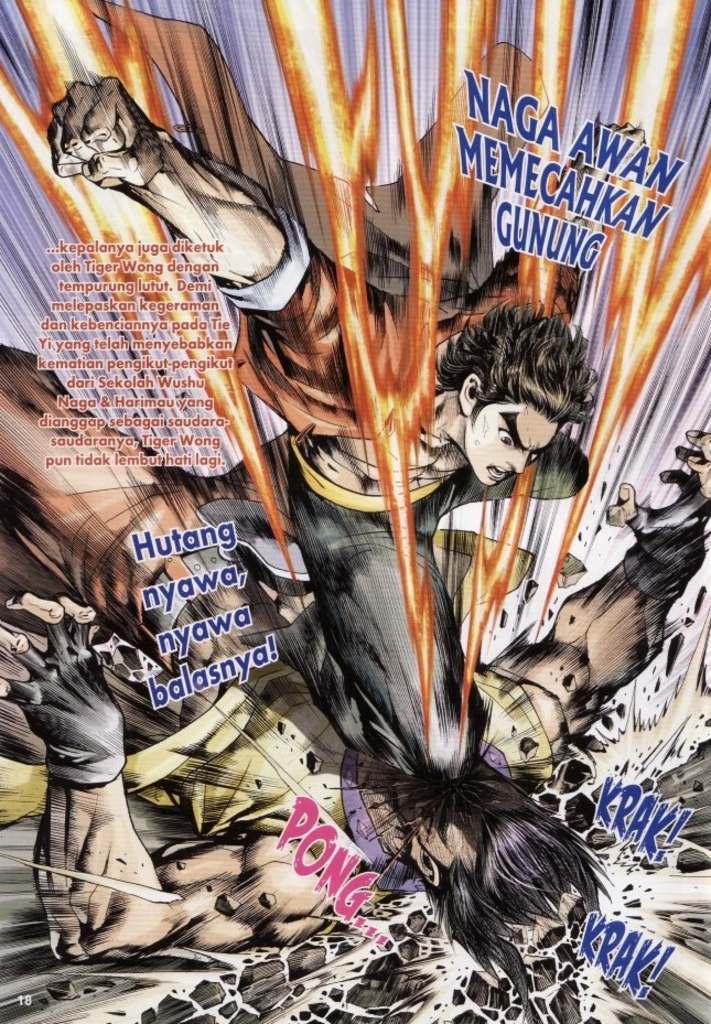 NAGA AWAN
MEMECAHKAN
GUNUNG
...kepalanya juga diketuk
oleh Tiger Wong dengan
tempurung lutut. Demi
melepaskan kegeraman
dan kebenciannya pada Tie
Yi yang telah menyebabkan
kematian pengikut-pengikut
dari Sekolah Wushu
Naga & Harimau yang
dianggap sebagai saudara-
saudaranya, Tiger Wong
pun tidak lembut hati lagi.
Hutang
nyawa,
nyawa
balasnya!
PONG...
KRAK!
KRAK!
18